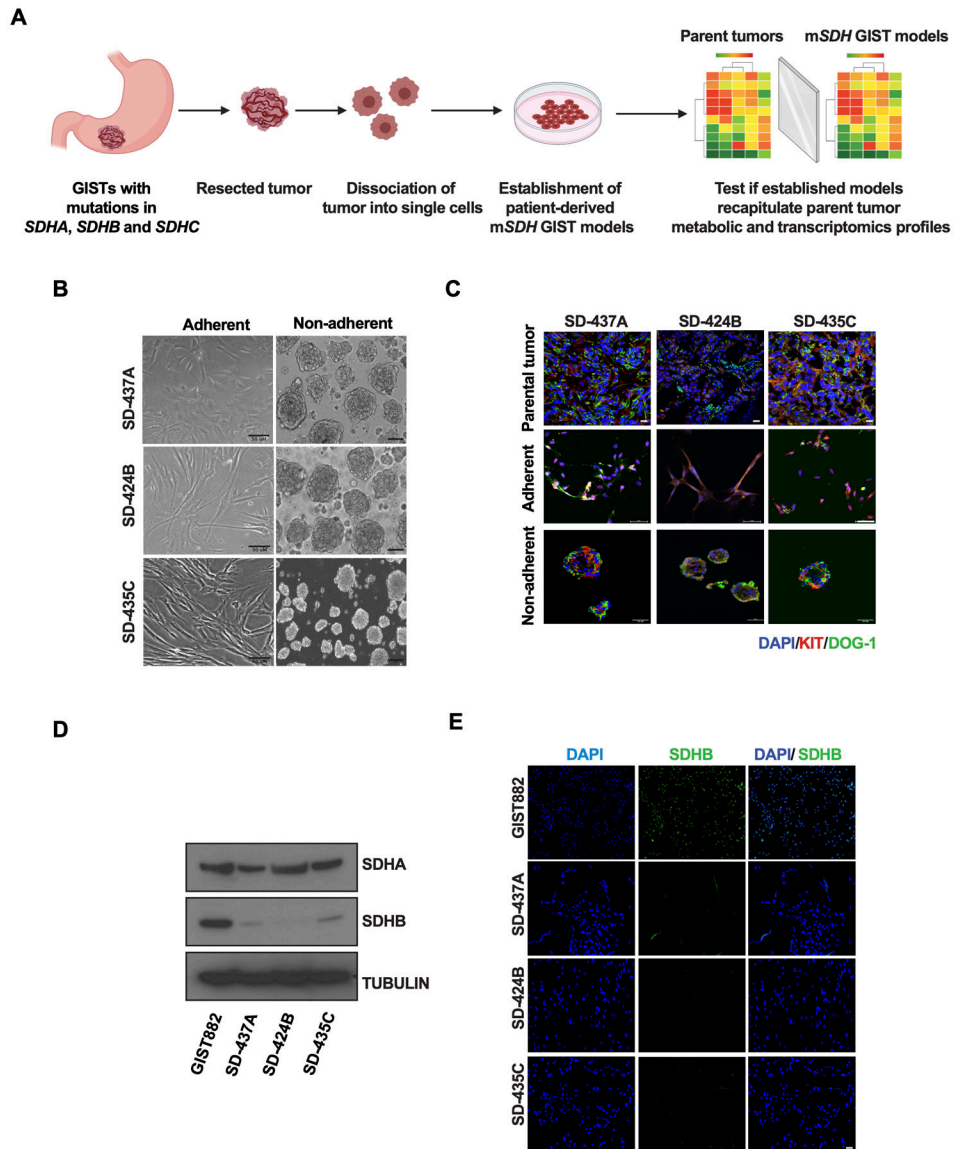 A
Parent tumors
mSDH GIST models
GISTs with
mutations in
SDHA, SDHB and SDHC
Resected tumor
Dissociation of
tumor into single cells
Establishment of
patient-derived
mSDH GIST models
Test if established models
recapitulate parent tumor
metabolic and transcriptomics profiles
B
Adherent
Non-adherent
SD-437A
SD-424B
SD-435C
C
SD-437A
SD-424B
SD-435C
Parental tumor
Adherent
Non-adherent
DAPI/KIT/DOG-1
D
SDHA
SDHB
TUBULIN
GIST882
SD-437A
SD-424B
SD-435C
E
DAPI
SDHB
DAPI/ SDHB
GIST882
SD-437A
SD-424B
SD-435C